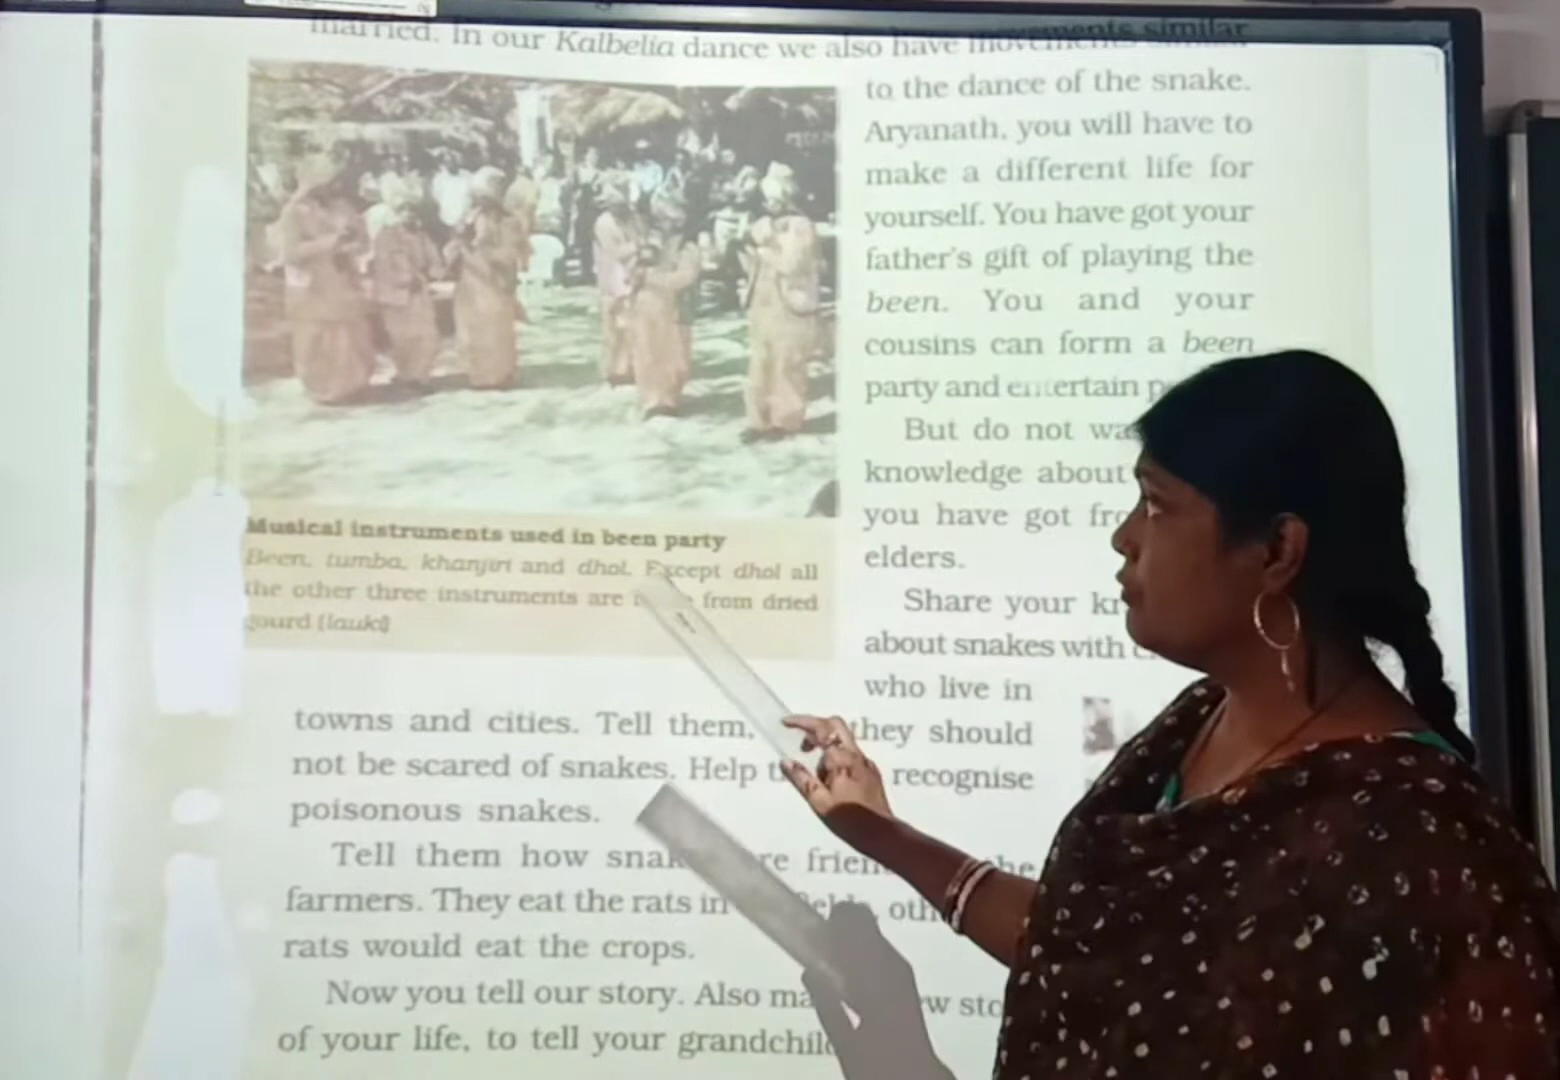 married. In our Kalbelia dance we also have movements similar
to the dance of the snake.
Aryanath, you will have to
make a different life for
yourself. You have got your
father's gift of playing the
been. You and your
cousins can form a been
party and entertain
But do not
knowledge about
you have got
elders.
Share your
about snakes with
who live in
Musical instruments used in been party
Been, tumba, khanjiri and dhol. Except dhol all
the other three instruments are from dried
gourd (lauki)
towns and cities. Tell them, they should
not be scared of snakes. Help recognise
poisonous snakes.
Tell them how
farmers. They eat the rats in
rats would eat the crops.
Now you tell our story. Also
of your life, to tell your